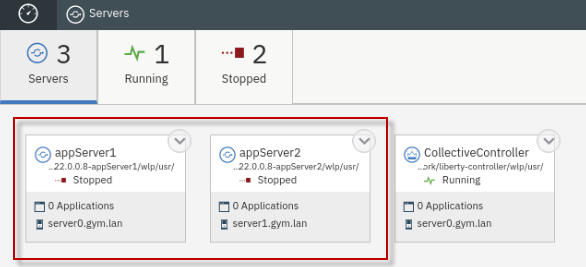 Servers
3
Servers
1
Running
2
Stopped
appServer1
...22.0.0.8-appServer1/wlp/usr/
Stopped
0 Applications
server0.gym.lan
appServer2
...22.0.0.8-appServer2/wlp/usr/
Stopped
0 Applications
server1.gym.lan
CollectiveController
...ork/liberty-controller/wlp/usr/
Running
0 Applications
server0.gym.lan